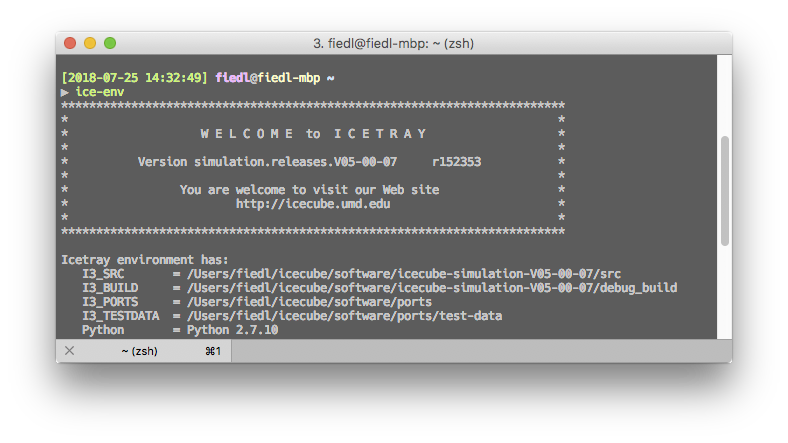 3. fiedl@fiedl-mbp: ~ (zsh)
[2018-07-25 14:32:49] fiedl@fiedl-mbp ~
▶ ice-env
************************************************************************
*                                                                      *
*                   W E L C O M E  to  I C E T R A Y                   *
*                                                                      *
*          Version simulation.releases.V05-00-07     r152353           *
*                                                                      *
*                You are welcome to visit our Web site                 *
*                        http://icecube.umd.edu                        *
*                                                                      *
************************************************************************
Icetray environment has:
   I3_SRC       = /Users/fiedl/icecube/software/icecube-simulation-V05-00-07/src
   I3_BUILD     = /Users/fiedl/icecube/software/icecube-simulation-V05-00-07/debug_build
   I3_PORTS     = /Users/fiedl/icecube/software/ports
   I3_TESTDATA  = /Users/fiedl/icecube/software/ports/test-data
   Python       = Python 2.7.10
✕ ~ (zsh) ⌘1